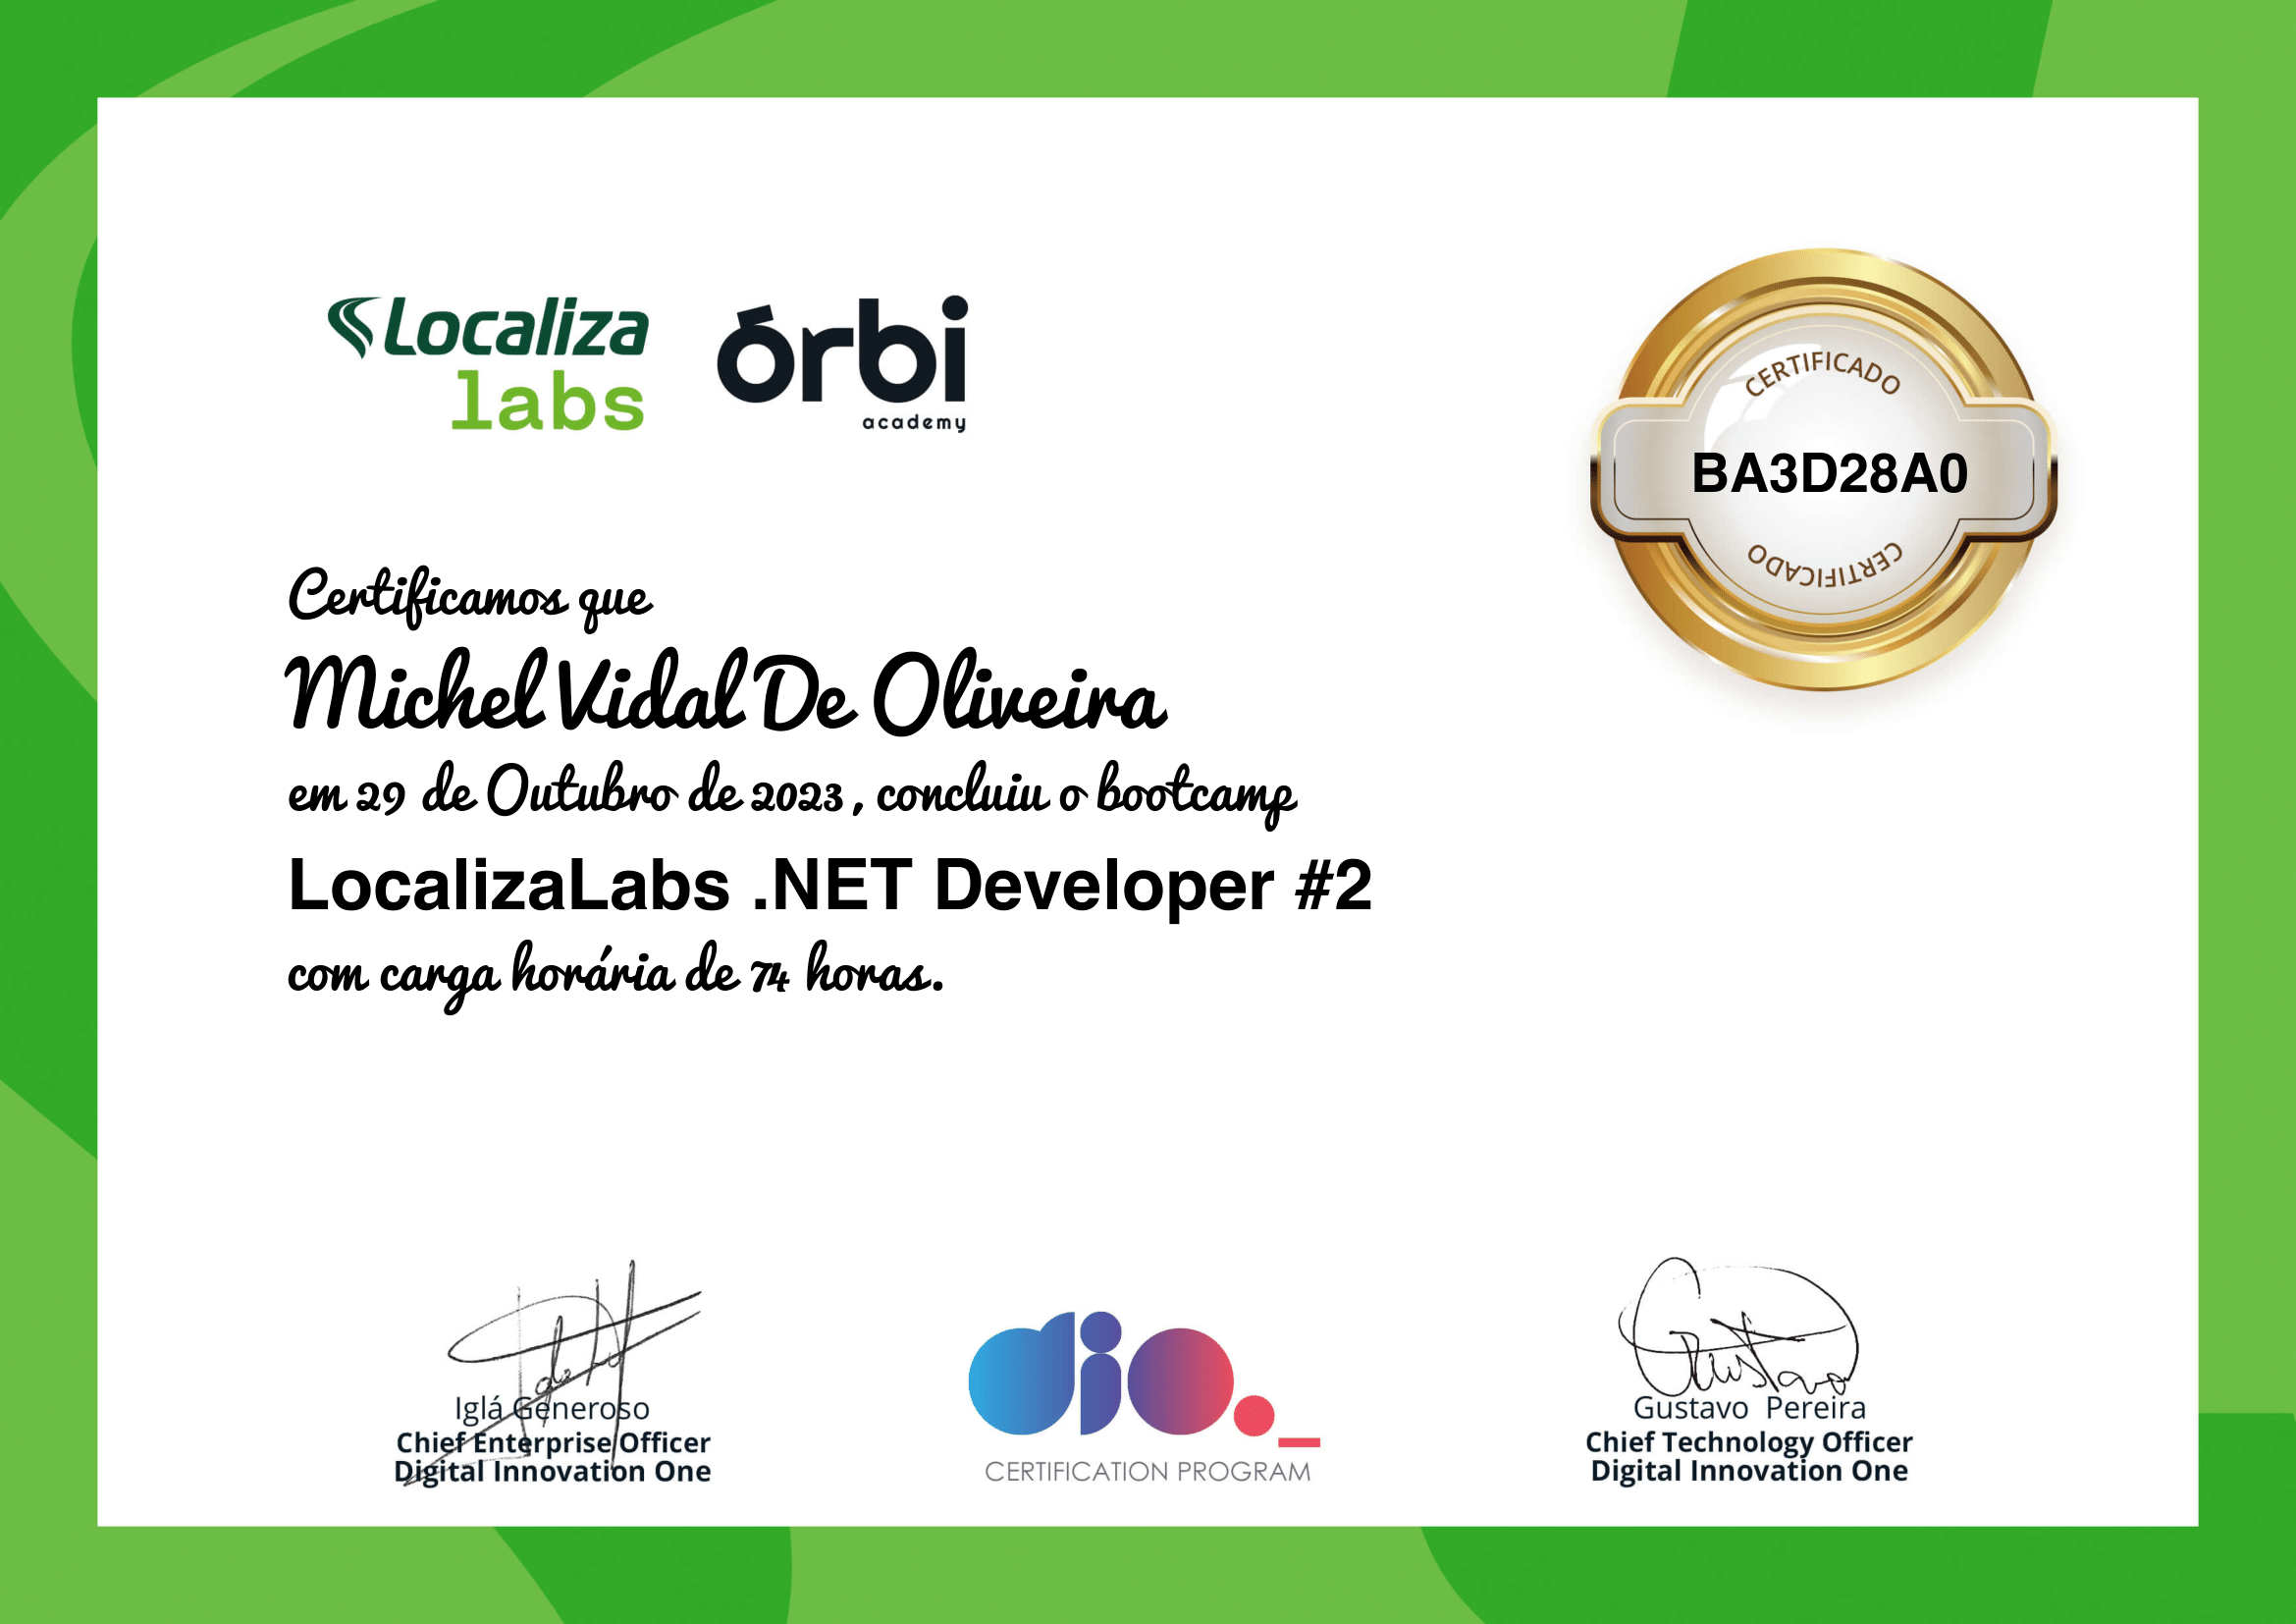 Localiza
labs
órbi
academy
CERTIFICADO
BA3D28A0
CERTIFICADO
Certificamos que
Michel Vidal De Oliveira
em 29 de Outubro de 2023 , concluiu o bootcamp
LocalizaLabs .NET Developer #2
com carga horária de 74 horas.
Iglá Generoso
Chief Enterprise Officer
Digital Innovation One
dio._
CERTIFICATION PROGRAM
Gustavo
Gustavo Pereira
Chief Technology Officer
Digital Innovation One